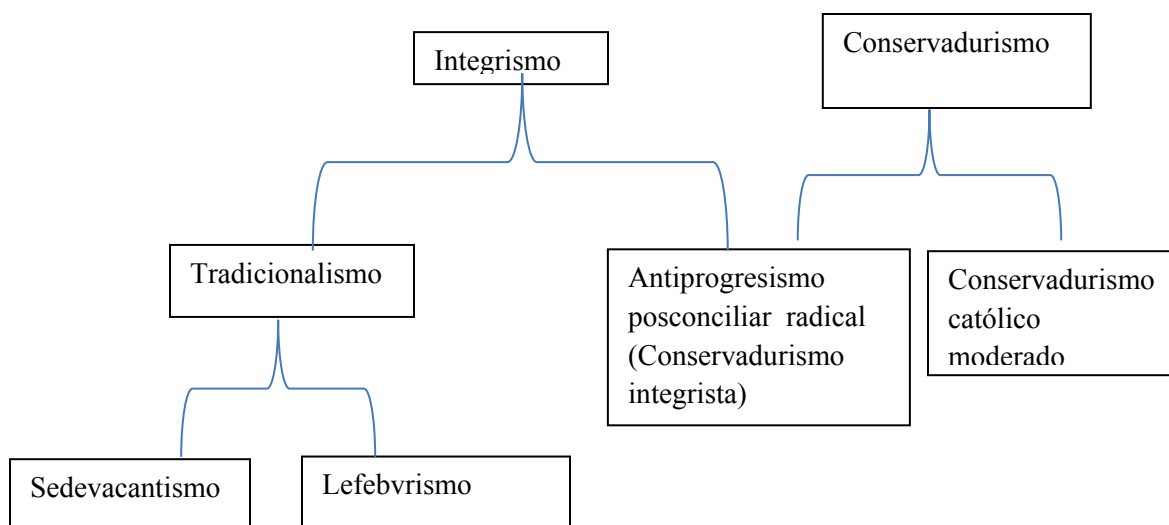 Integrismo
Conservadurismo
Tradicionalismo
Antiprogresismo
posconciliar radical
(Conservadurismo
integrista)
Conservadurismo
católico
moderado
Sedevacantismo
Lefebvrismo